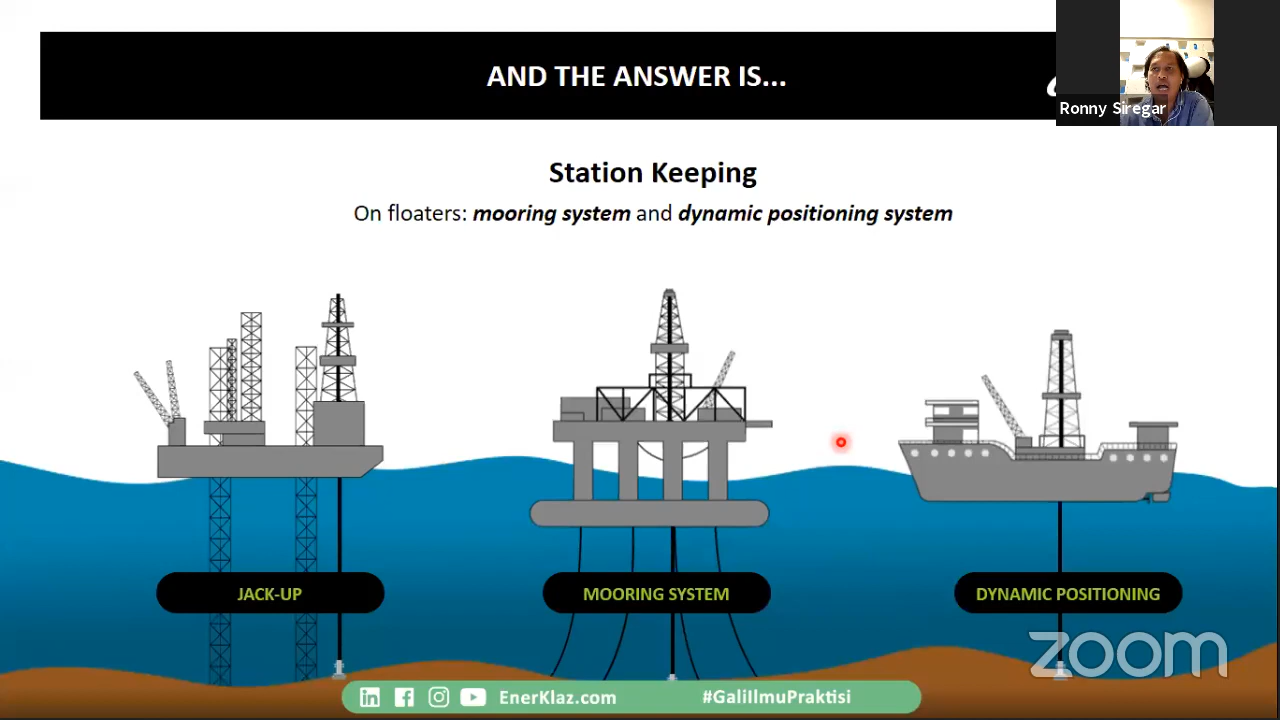 AND THE ANSWER IS...
Ronny Siregar
Station Keeping
On floaters: mooring system and dynamic positioning system
JACK-UP
MOORING SYSTEM
DYNAMIC POSITIONING
zoom
EnerKlaz.com
#GaliIlmuPraktisi